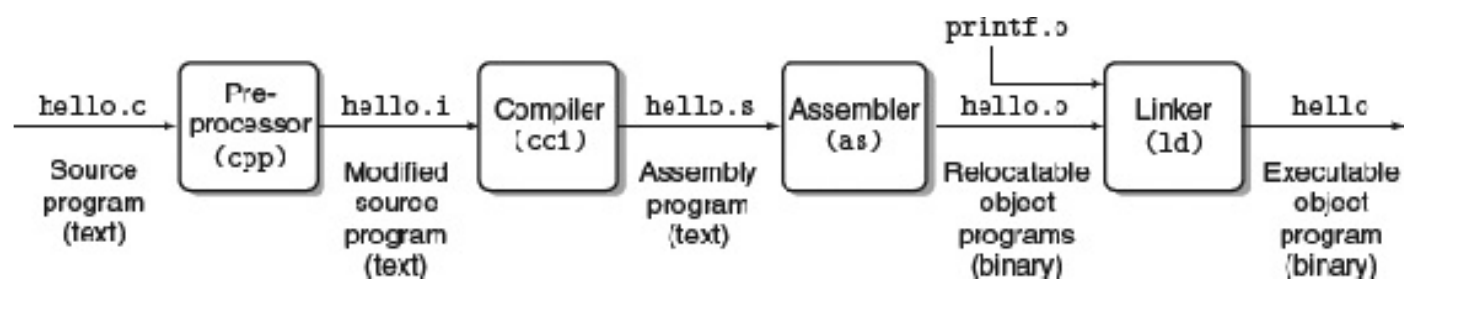 printf.o
hello.c
Pre-
processor
(cpp)
hello.i
Compiler
(cc1)
hello.s
Assembler
(as)
hello.o
Linker
(ld)
hello
Source
program
(text)
Modified
source
program
(text)
Assembly
program
(text)
Relocatable
object
programs
(binary)
Executable
object
program
(binary)